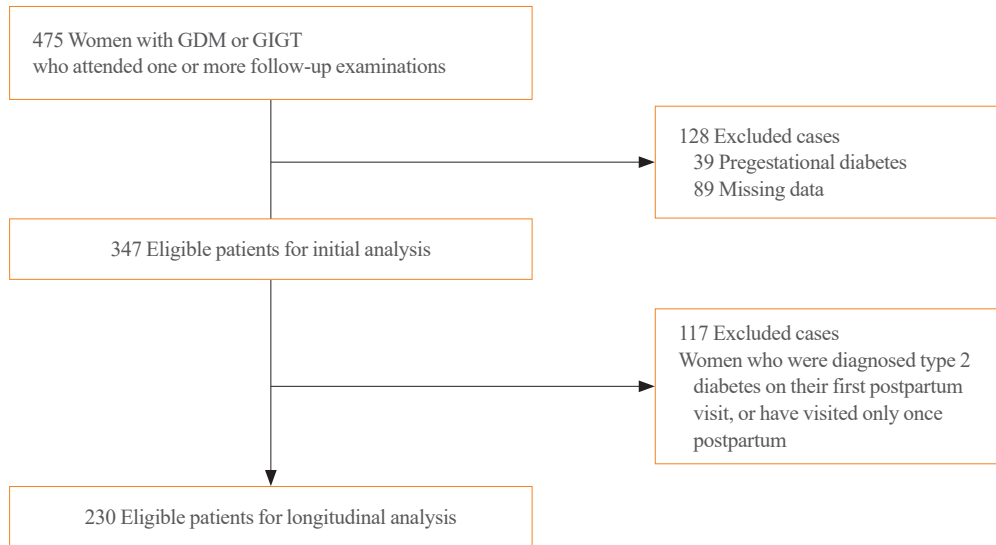 475 Women with GDM or GIGT
who attended one or more follow-up examinations
128 Excluded cases
39 Pregestational diabetes
89 Missing data
347 Eligible patients for initial analysis
117 Excluded cases
Women who were diagnosed type 2
diabetes on their first postpartum
visit, or have visited only once
postpartum
230 Eligible patients for longitudinal analysis